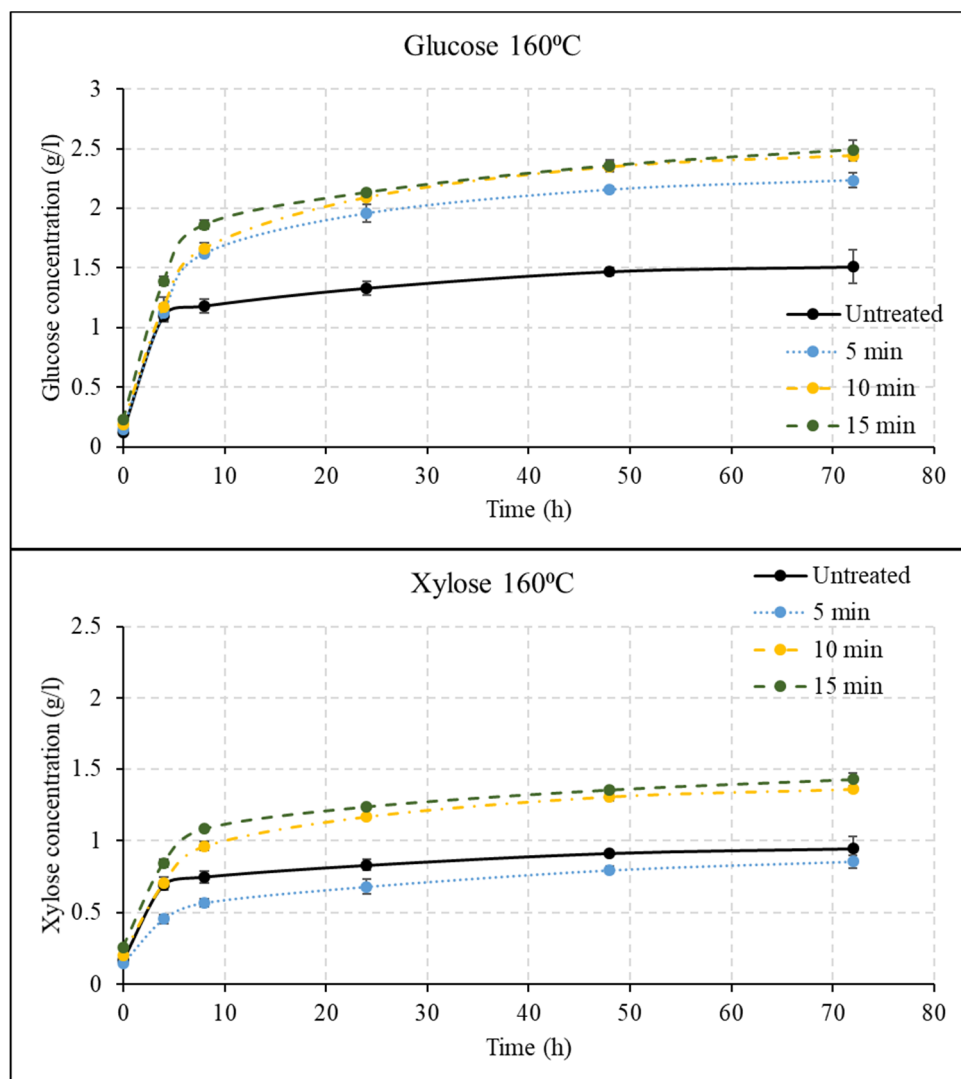 Glucose 160⁰C
Glucose concentration (g/l)
3
2.5
2
1.5
1
0.5
0
0 10 20 30 40 50 60 70 80
Time (h)
Untreated
5 min
10 min
15 min
Xylose 160⁰C
Xylose concentration (g/l)
2.5
2
1.5
1
0.5
0
0 10 20 30 40 50 60 70 80
Time (h)
Untreated
5 min
10 min
15 min